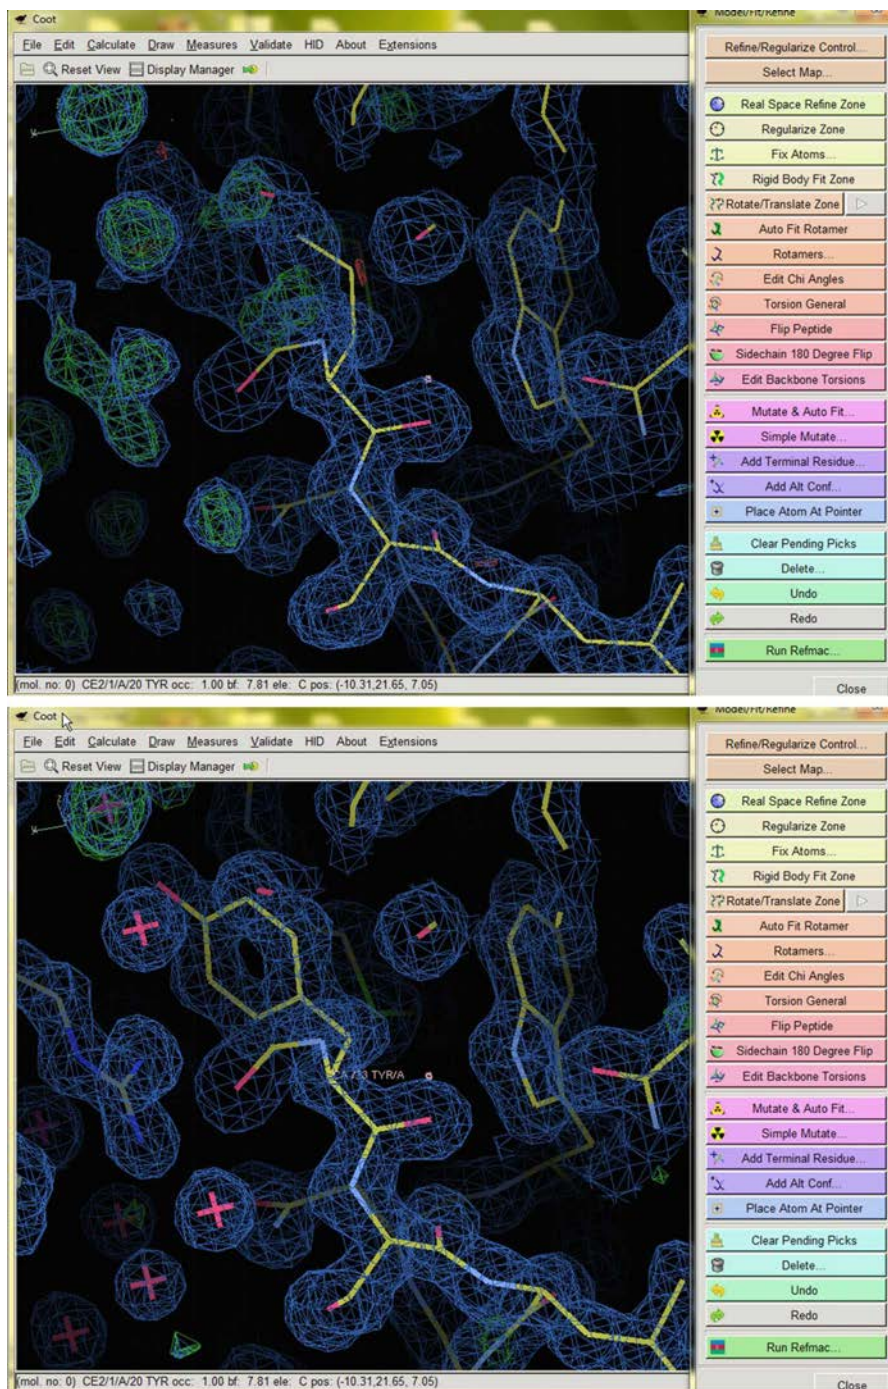 Coot
Model/Fit/Refine
File Edit Calculate Draw Measures Validate HID About Extensions
Reset View Display Manager
Refine/Regularize Control...
Select Map...
Real Space Refine Zone
Regularize Zone
Fix Atoms...
Rigid Body Fit Zone
Rotate/Translate Zone
Auto Fit Rotamer
Rotamers...
Edit Chi Angles
Torsion General
Flip Peptide
Sidechain 180 Degree Flip
Edit Backbone Torsions
Mutate & Auto Fit...
Simple Mutate...
Add Terminal Residue...
Add Alt Conf...
Place Atom At Pointer
Clear Pending Picks
Delete...
Undo
Redo
Run Refmac...
Close
(mol. no: 0) CE2/1/A/20 TYR occ: 1.00 bf: 7.81 ele: C pos: (-10.31,21.65, 7.05)
Coot
Model/Fit/Refine
File Edit Calculate Draw Measures Validate HID About Extensions
Reset View Display Manager
Refine/Regularize Control...
Select Map...
Real Space Refine Zone
Regularize Zone
Fix Atoms...
Rigid Body Fit Zone
Rotate/Translate Zone
Auto Fit Rotamer
Rotamers...
Edit Chi Angles
Torsion General
Flip Peptide
Sidechain 180 Degree Flip
Edit Backbone Torsions
Mutate & Auto Fit...
Simple Mutate...
Add Terminal Residue...
Add Alt Conf...
Place Atom At Pointer
Clear Pending Picks
Delete...
Undo
Redo
Run Refmac...
Close
(mol. no: 0) CE2/1/A/20 TYR occ: 1.00 bf: 7.81 ele: C pos: (-10.31,21.65, 7.05)